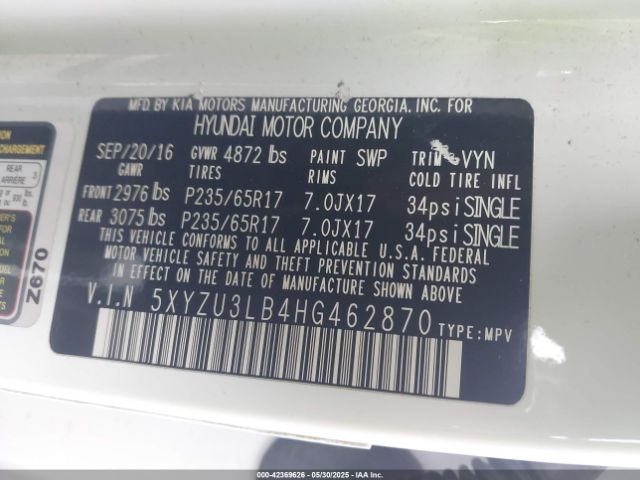 MFD. BY KIA MOTORS MANUFACTURING GEORGIA, INC. FOR
HYUNDAI MOTOR COMPANY
SEP/20/16 GVWR 4872 lbs PAINT SWP TRIM VYN
GAWR TIRES RIMS COLD TIRE INFL
FRONT 2976 lbs P235/65R17 7.0JX17 34psi SINGLE
REAR 3075 lbs P235/65R17 7.0JX17 34psi SINGLE
THIS VEHICLE CONFORMS TO ALL APPLICABLE U.S.A. FEDERAL
MOTOR VEHICLE SAFETY AND THEFT PREVENTION STANDARDS
IN EFFECT ON THE DATE OF MANUFACTURE SHOWN ABOVE.
V.I.N 5XYZU3LB4HG462870 TYPE: MPV
CHARGEMENT
REAR
ARRIÈRE 3
Z670
000-42369626 - 05/30/2025 - IAA Inc.